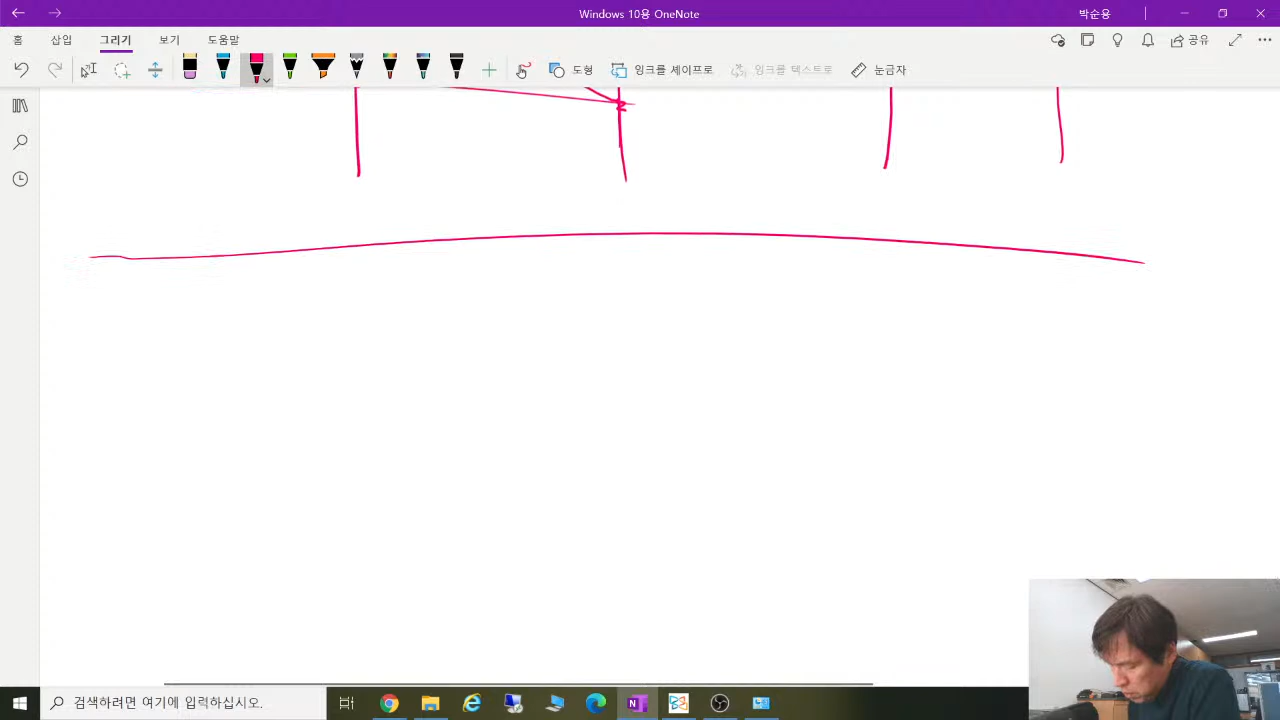 Windows 10용 OneNote
박순용
홈 삽입 그리기 보기 도움말
공유
도형 잉크를 셰이프로 잉크를 텍스트로 눈금자
검색하려면 여기에 입력하십시오.